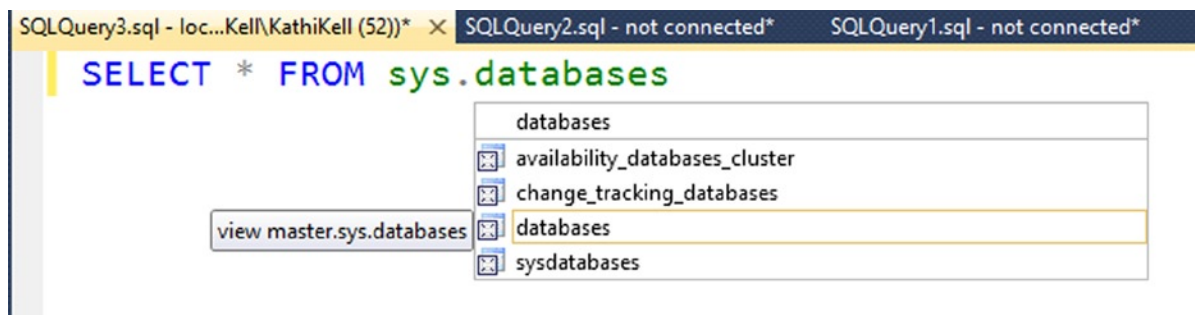 SQLQuery3.sql - loc...Kell\KathiKell (52))* × SQLQuery2.sql - not connected* SQLQuery1.sql - not connected*
SELECT * FROM sys.databases
databases
availability_databases_cluster
change_tracking_databases
view master.sys.databases databases
sysdatabases